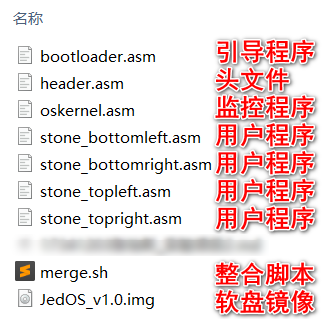 名称
bootloader.asm 引导程序
header.asm 头文件
oskernel.asm 监控程序
stone_bottomleft.asm 用户程序
stone_bottomright.asm 用户程序
stone_topleft.asm 用户程序
stone_topright.asm 用户程序
merge.sh 整合脚本
JedOS_v1.0.img 软盘镜像